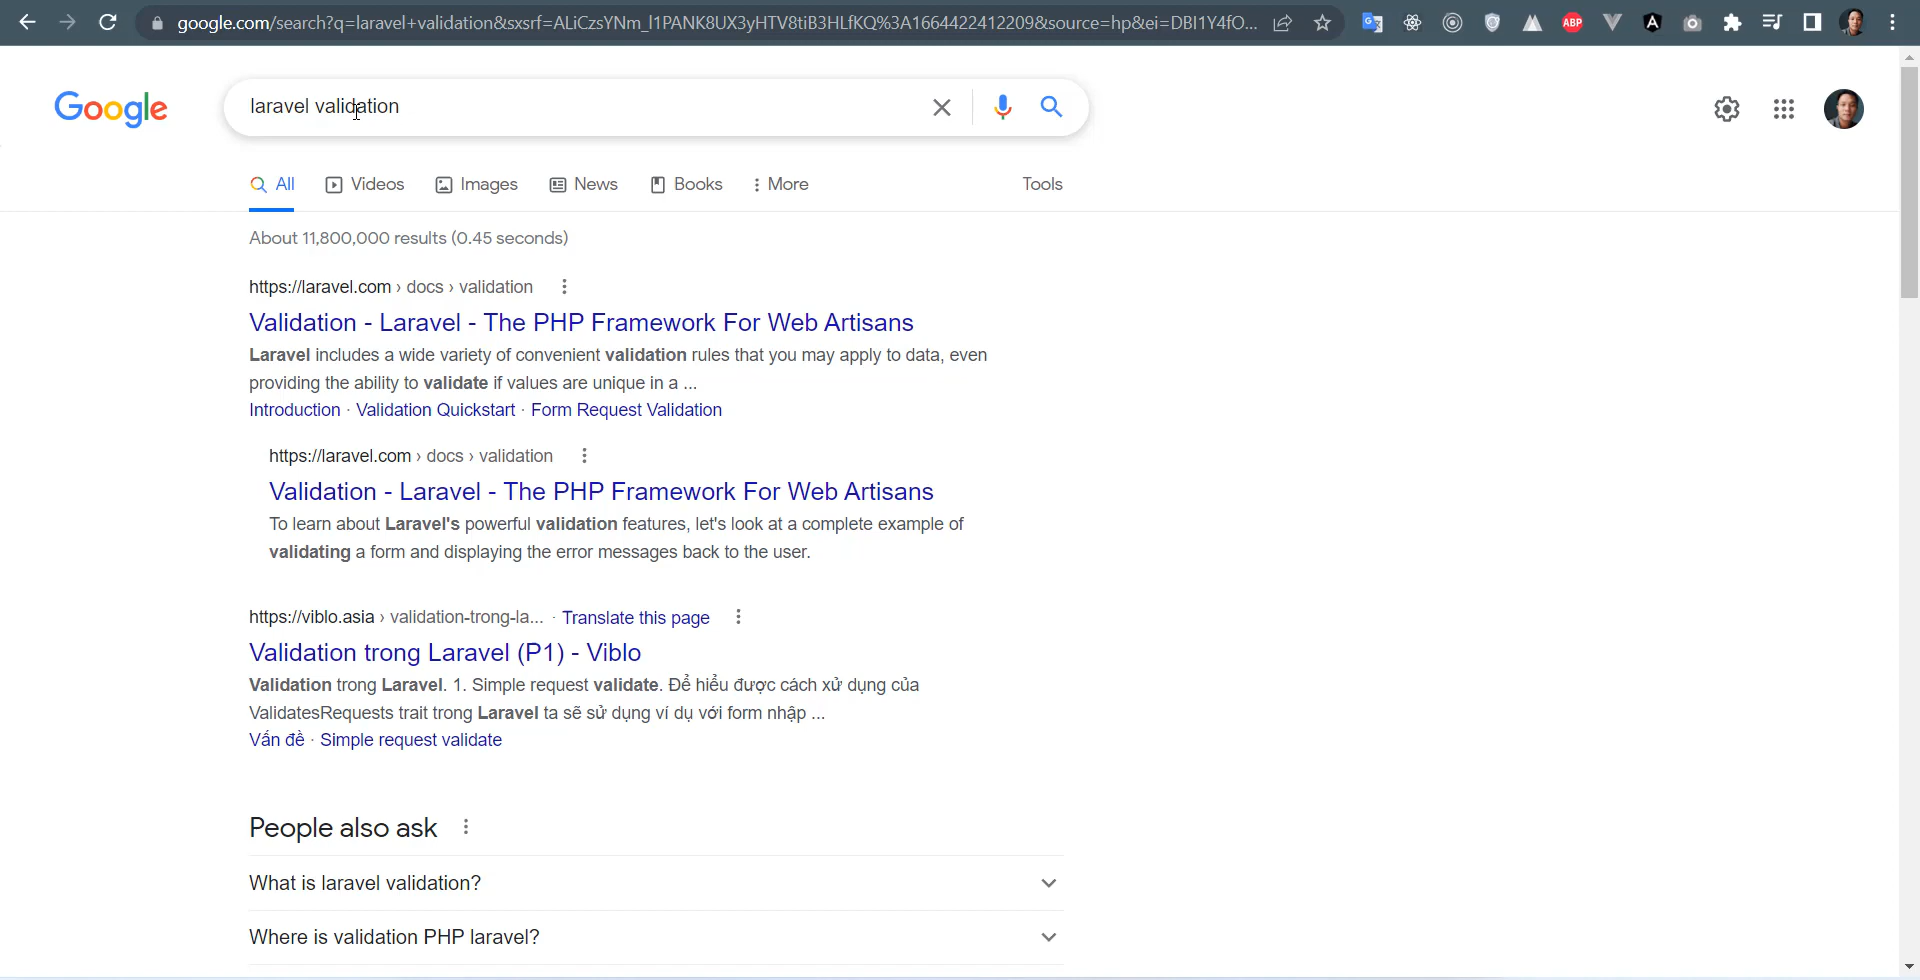 google.com/search?q=laravel+validation&sxsrf=ALiCzsYNm_l1PANK8UX3yHTV8tiB3HLfKQ%3A1664422412209&source=hp&ei=DBI1Y4fO...
ABP
A
Google
laravel validation
All
Videos
Images
News
Books
More
Tools
About 11,800,000 results (0.45 seconds)
https://laravel.com › docs › validation
Validation - Laravel - The PHP Framework For Web Artisans
Laravel includes a wide variety of convenient validation rules that you may apply to data, even
providing the ability to validate if values are unique in a ...
Introduction · Validation Quickstart · Form Request Validation
https://laravel.com › docs › validation
Validation - Laravel - The PHP Framework For Web Artisans
To learn about Laravel's powerful validation features, let's look at a complete example of
validating a form and displaying the error messages back to the user.
https://viblo.asia › validation-trong-la... · Translate this page
Validation trong Laravel (P1) - Viblo
Validation trong Laravel. 1. Simple request validate. Để hiểu được cách xử dụng của
ValidatesRequests trait trong Laravel ta sẽ sử dụng ví dụ với form nhập ...
Vấn đề · Simple request validate
People also ask
What is laravel validation?
Where is validation PHP laravel?